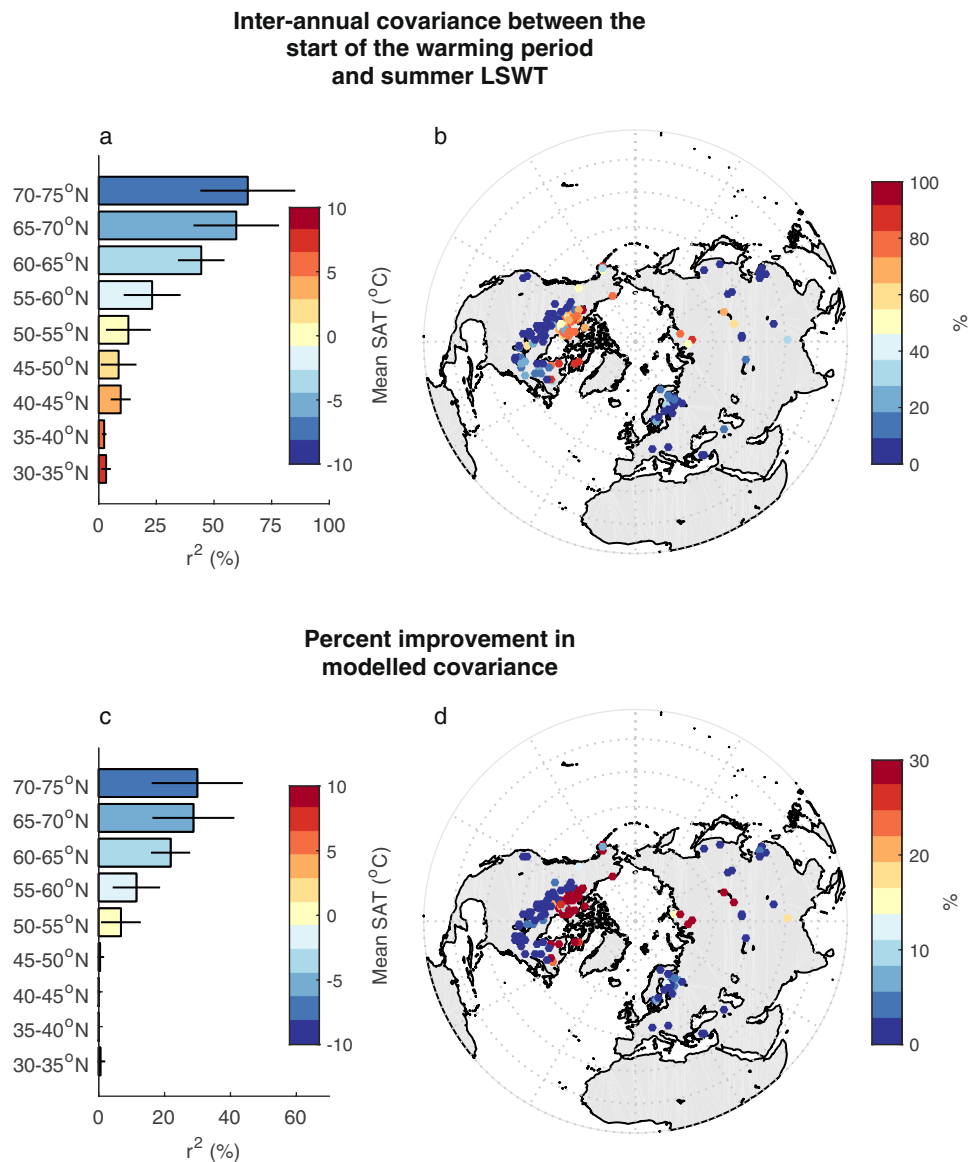 Inter-annual covariance between the
start of the warming period
and summer LSWT
a
70-75°N
65-70°N
60-65°N
55-60°N
50-55°N
45-50°N
40-45°N
35-40°N
30-35°N
0 25 50 75 100
r² (%)
10
5
0
-5
-10
Mean SAT (°C)
b
100
80
60
40
20
0
%
Percent improvement in
modelled covariance
c
70-75°N
65-70°N
60-65°N
55-60°N
50-55°N
45-50°N
40-45°N
35-40°N
30-35°N
0 20 40 60
r² (%)
10
5
0
-5
-10
Mean SAT (°C)
d
30
20
10
0
%